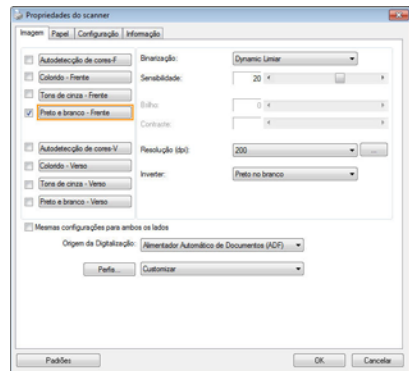 Propriedades do scanner
Imagem Papel Configuração Informação
Autodetecção de cores-F
Colorido - Frente
Tons de cinza - Frente
Preto e branco - Frente
Autodetecção de cores-V
Colorido - Verso
Tons de cinza - Verso
Preto e branco - Verso
Binarização: Dynamic Limiar
Sensibilidade: 20
Brilho: 0
Contraste:
Resolução (dpi): 200 ...
Inverter: Preto no branco
Mesmas configurações para ambos os lados
Origem da Digitalização: Alimentador Automático de Documentos (ADF)
Perfis... Customizar
Padrões OK Cancelar